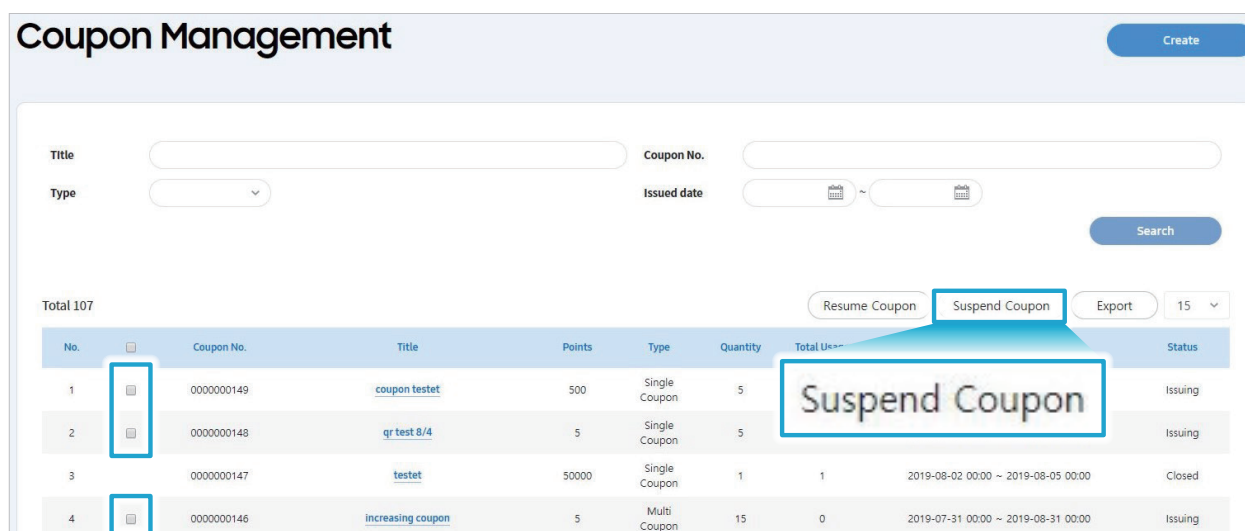 Coupon Management
Create
Title Coupon No.
Type Issued date ~
Search
Total 107 Resume Coupon Suspend Coupon Export 15
No. Coupon No. Title Points Type Quantity Total Status
1 0000000149 coupon testet 500 Single Coupon 5 Issuing
Suspend Coupon
2 0000000148 qr test 8/4 5 Single Coupon 5 Issuing
3 0000000147 testet 50000 Single Coupon 1 1 2019-08-02 00:00 ~ 2019-08-05 00:00 Closed
4 0000000146 increasing coupon 5 Multi Coupon 15 0 2019-07-31 00:00 ~ 2019-08-31 00:00 Issuing